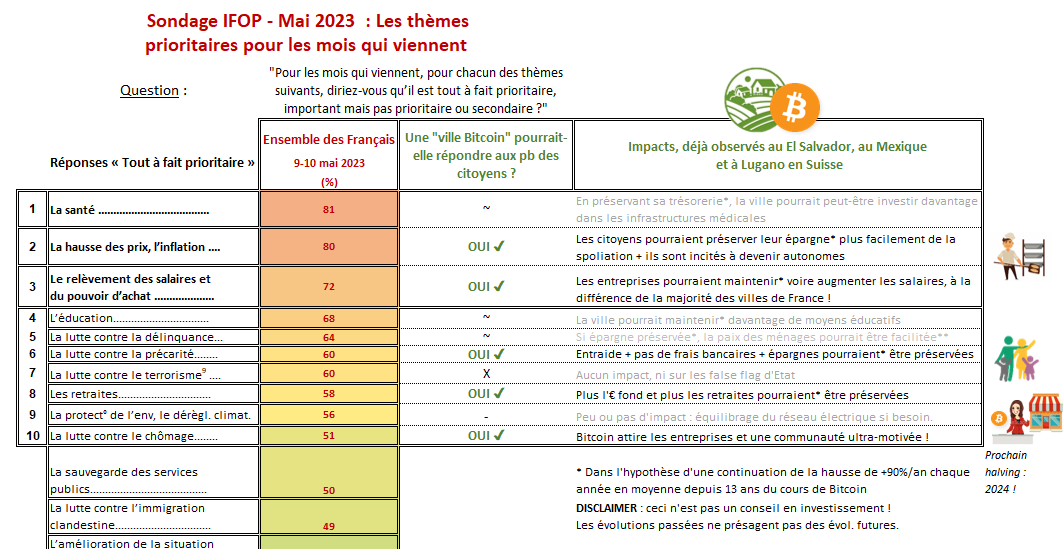 Sondage IFOP - Mai 2023 : Les thèmes
prioritaires pour les mois qui viennent
Question :
"Pour les mois qui viennent, pour chacun des thèmes
suivants, diriez-vous qu'il est tout à fait prioritaire,
important mais pas prioritaire ou secondaire ?"
Réponses « Tout à fait prioritaire »
Ensemble des Français
9-10 mai 2023
(%)
Une "ville Bitcoin" pourrait-
elle répondre aux pb des
citoyens ?
Impacts, déjà observés au El Salvador, au Mexique
et à Lugano en Suisse
1 La santé ..................................... 81 ~ En préservant sa trésorerie*, la ville pourrait peut-être investir davantage
dans les infrastructures médicales
2 La hausse des prix, l'inflation .... 80 OUI ✓ Les citoyens pourraient préserver leur épargne* plus facilement de la
spoliation + ils sont incités à devenir autonomes
3 Le relèvement des salaires et
du pouvoir d'achat .................... 72 OUI ✓ Les entreprises pourraient maintenir* voire augmenter les salaires, à la
différence de la majorité des villes de France !
4 L'éducation................................ 68 ~ La ville pourrait maintenir* davantage de moyens éducatifs
5 La lutte contre la délinquance... 64 ~ Si épargne préservée*, la paix des ménages pourrait être facilitée**
6 La lutte contre la précarité........ 60 OUI ✓ Entraide + pas de frais bancaires + épargnes pourraient* être préservées
7 La lutte contre le terrorisme⁹ .... 60 X Aucun impact, ni sur les false flag d'Etat
8 Les retraites............................... 58 OUI ✓ Plus l'€ fond et plus les retraites pourraient* être préservées
9 La protect° de l'env, le dérègl. climat. 56 - Peu ou pas d'impact : équilibrage du réseau électrique si besoin.
10 La lutte contre le chômage........ 51 OUI ✓ Bitcoin attire les entreprises et une communauté ultra-motivée !
Prochain
halving :
2024 !
La sauvegarde des services
publics....................................... 50
* Dans l'hypothèse d'une continuation de la hausse de +90%/an chaque
année en moyenne depuis 13 ans du cours de Bitcoin
La lutte contre l'immigration
clandestine................................ 49
DISCLAIMER : ceci n'est pas un conseil en investissement !
Les évolutions passées ne présagent pas des évol. futures.
L'amélioration de la situation